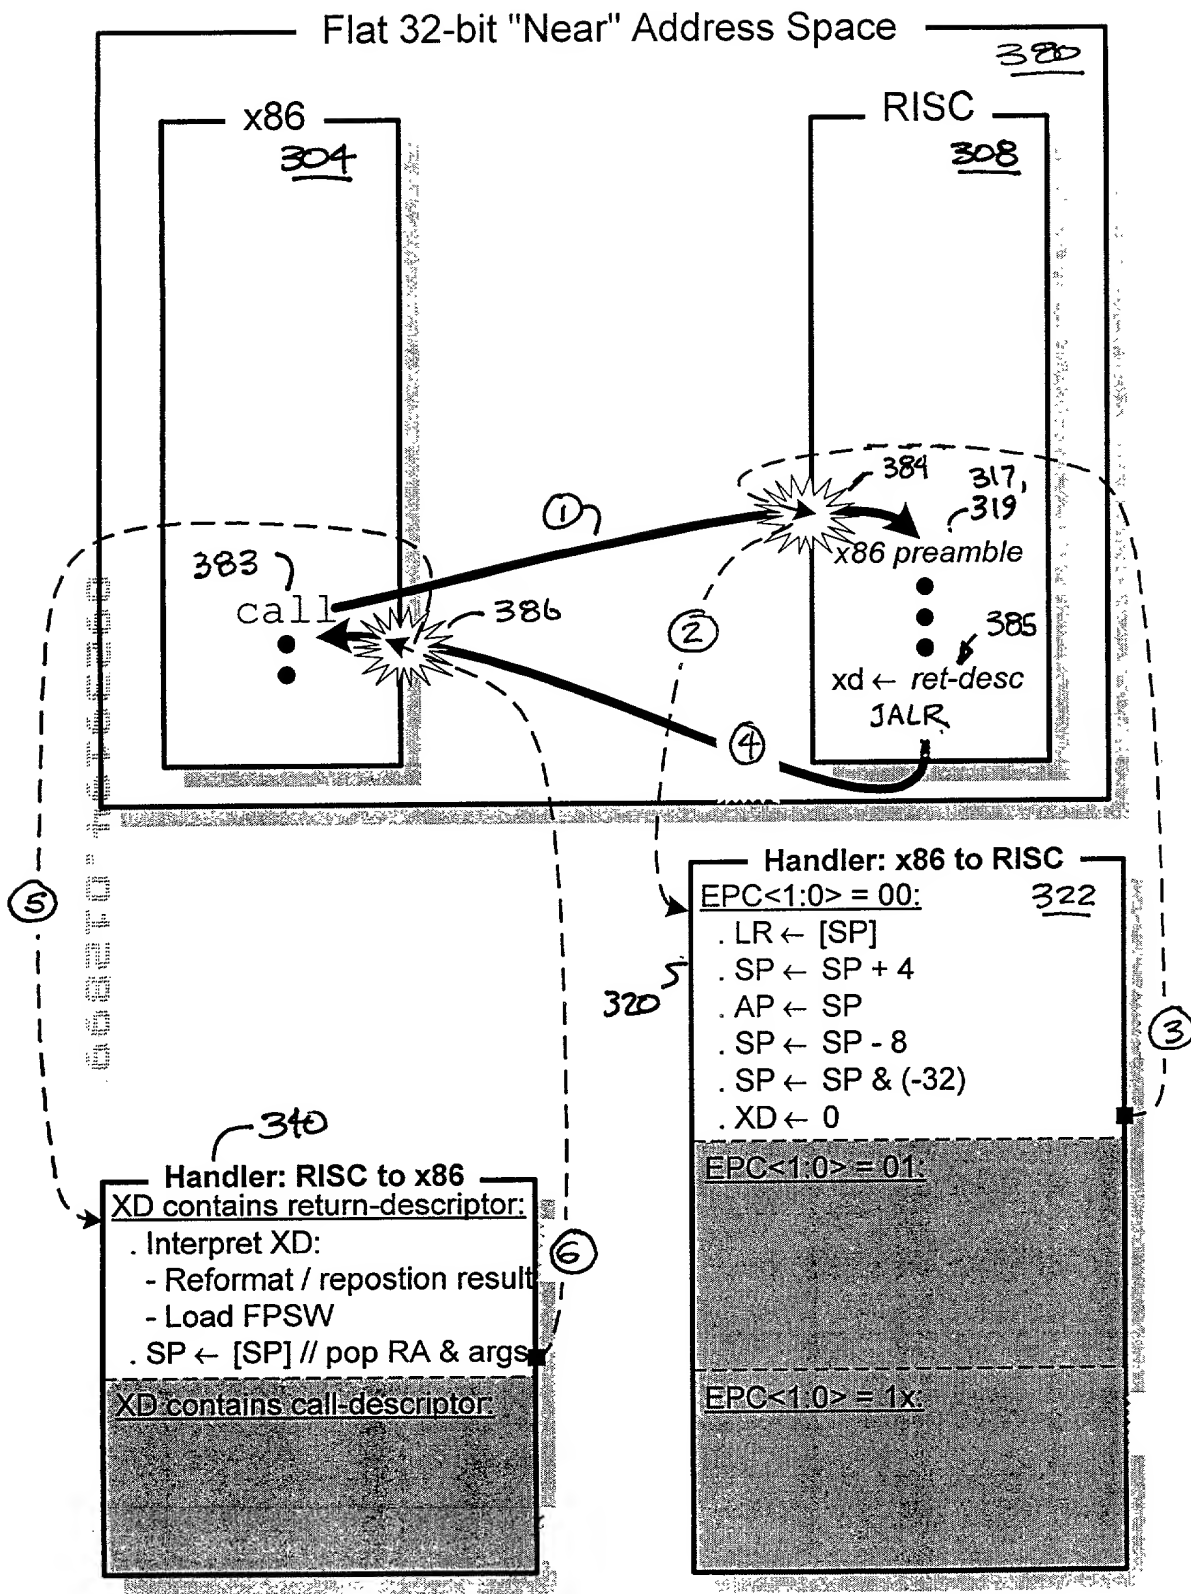 Flat 32-bit "Near" Address Space
380
x86
304
RISC
308
384
317,
319
1
x86 preamble
383
call
386
2
385
xd ← ret-desc
JALR
4
Handler: x86 to RISC
5
EPC<1:0> = 00:
322
. LR ← [SP]
. SP ← SP + 4
320
. AP ← SP
. SP ← SP - 8
3
. SP ← SP & (-32)
. XD ← 0
340
EPC<1:0> = 01:
Handler: RISC to x86
XD contains return-descriptor:
. Interpret XD:
6
- Reformat / repostion result
- Load FPSW
. SP ← [SP] // pop RA & args
XD contains call-descriptor:
EPC<1:0> = 1x: